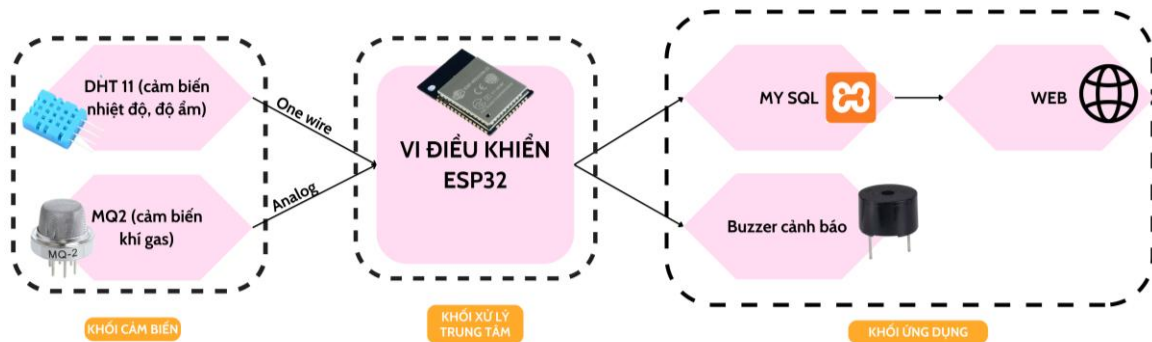 DHT 11 (cảm biến
nhiệt độ, độ ẩm)
One wire
MQ2 (cảm biến
khí gas)
MQ-2
Analog
VI ĐIỀU KHIỂN
ESP32
MY SQL
WEB
Buzzer cảnh báo
KHỐI CẢM BIẾN
KHỐI XỬ LÝ
TRUNG TÂM
KHỐI ỨNG DỤNG